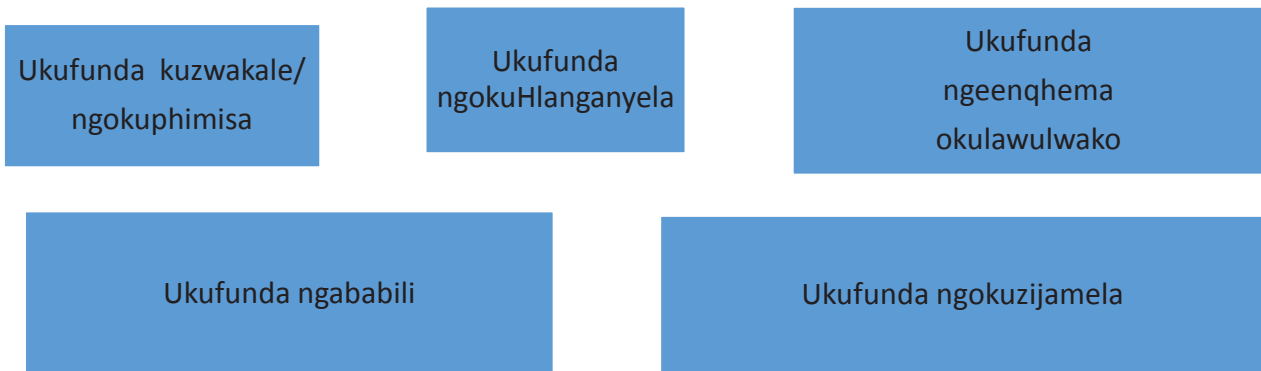 Ukufunda kuzwakale/
ngokuphimisa
Ukufunda
ngokuHlanganyela
Ukufunda
ngeenqhema
okulawulwako
Ukufunda ngababili
Ukufunda ngokuzijamela